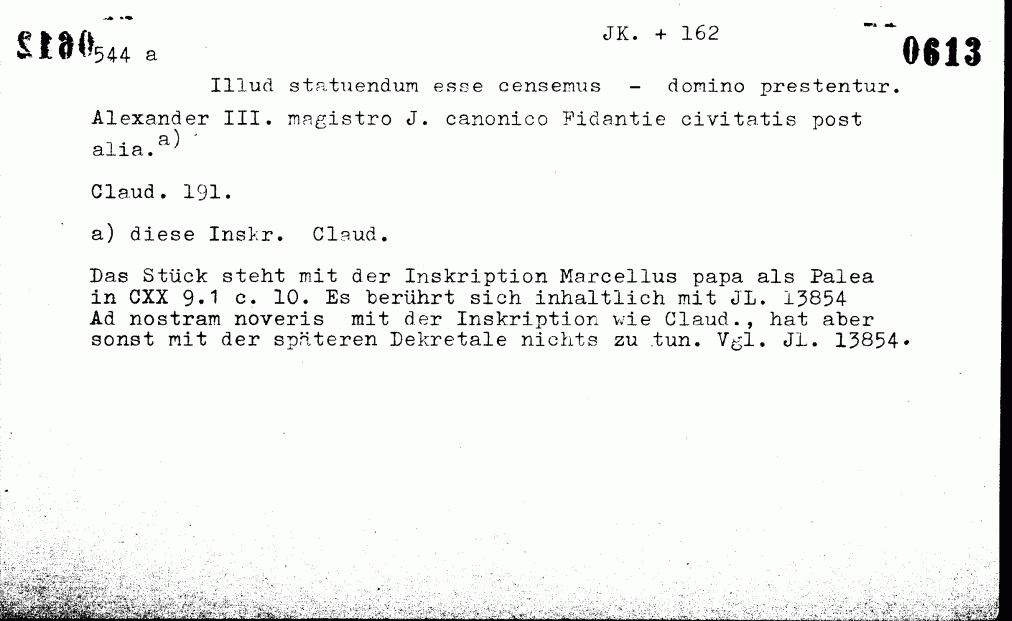 JK. + 162
0612
544 a
0613
Illud statuendum esse censemus - domino prestentur.
Alexander III. magistro J. canonico Fidantie civitatis post
alia.a)
Claud. 191.
a) diese Inskr. Claud.
Das Stück steht mit der Inskription Marcellus papa als Palea
in CXX 9.1 c. 10. Es berührt sich inhaltlich mit JL. 13854
Ad nostram noveris mit der Inskription wie Claud., hat aber
sonst mit der späteren Dekretale nichts zu tun. Vgl. JL. 13854.